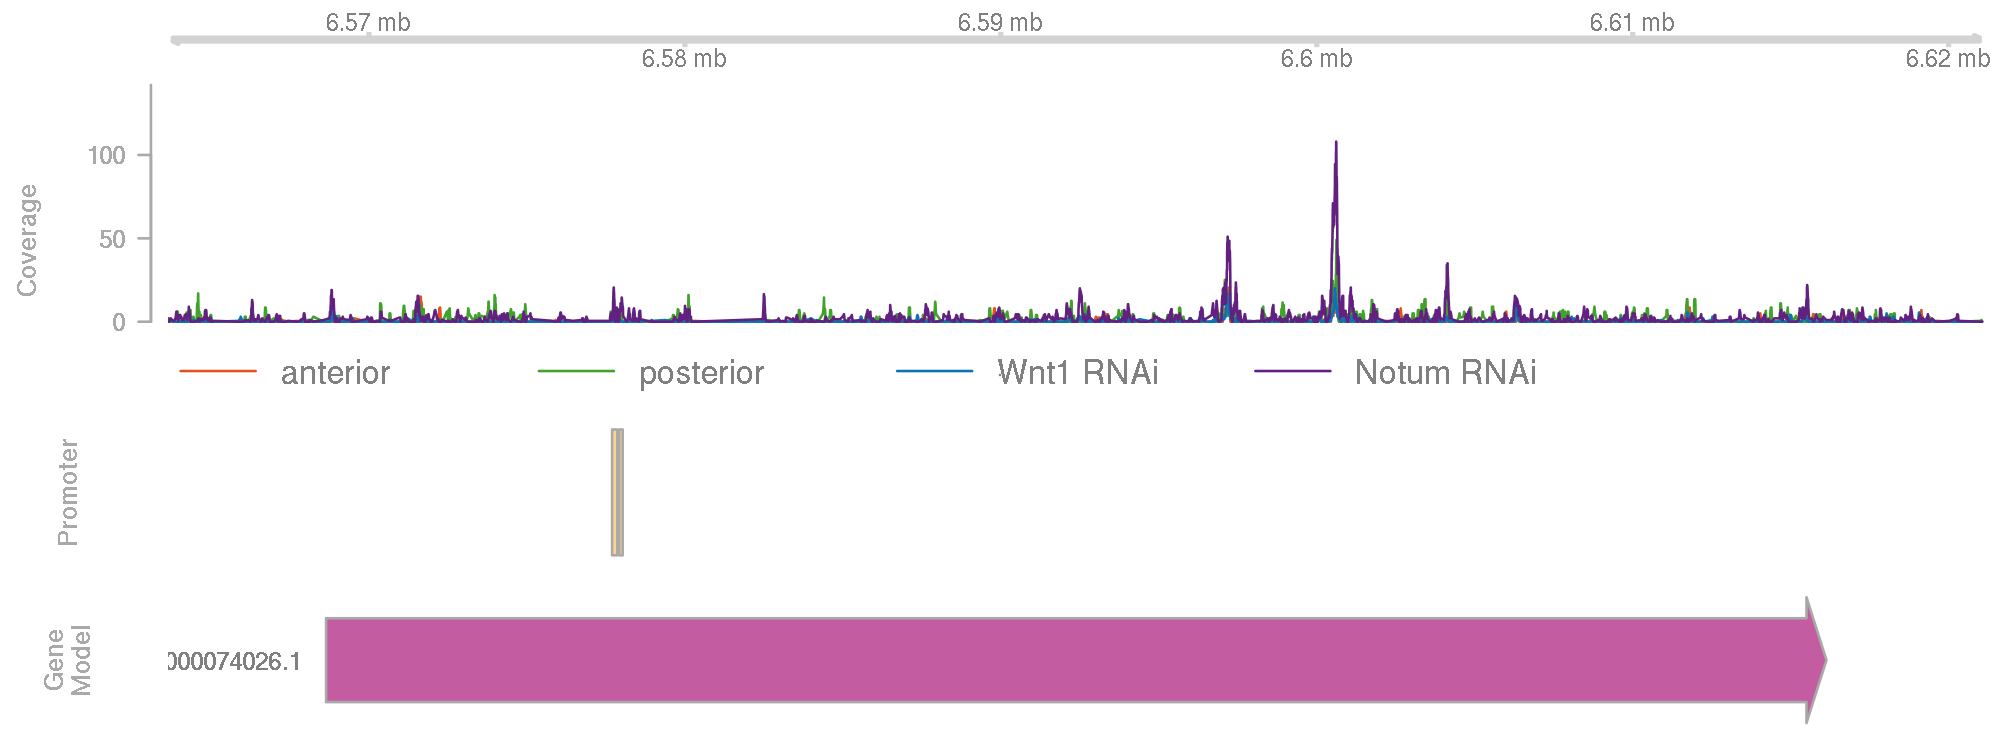 6.57 mb 6.59 mb 6.61 mb
6.58 mb 6.6 mb 6.62 mb
Coverage
100
50
0
anterior posterior Wnt1 RNAi Notum RNAi
Promoter
Gene
Model
000074026.1